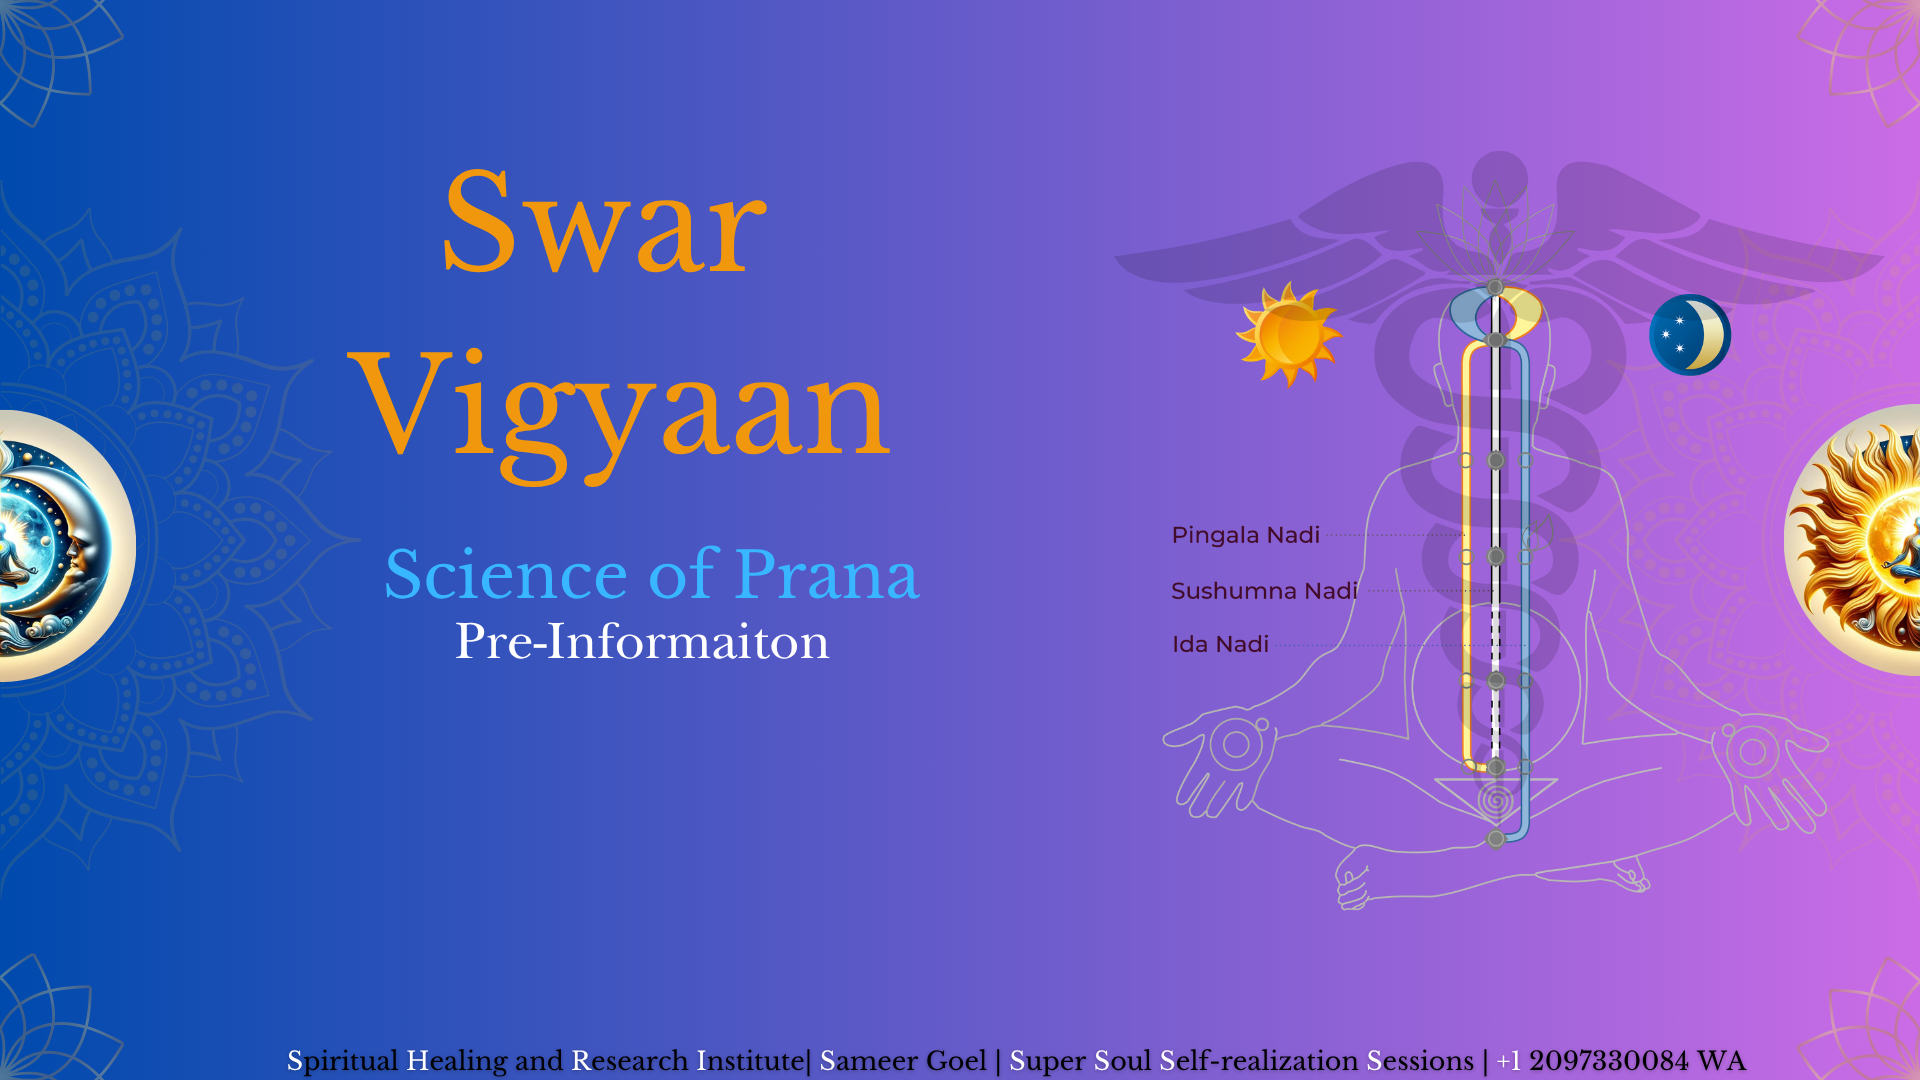 Swar
Vigyaan
Science of Prana
Pre-Informaiton
Pingala Nadi
Sushumna Nadi
Ida Nadi
Spiritual Healing and Research Institute| Sameer Goel | Super Soul Self-realization Sessions | +1 2097330084 WA